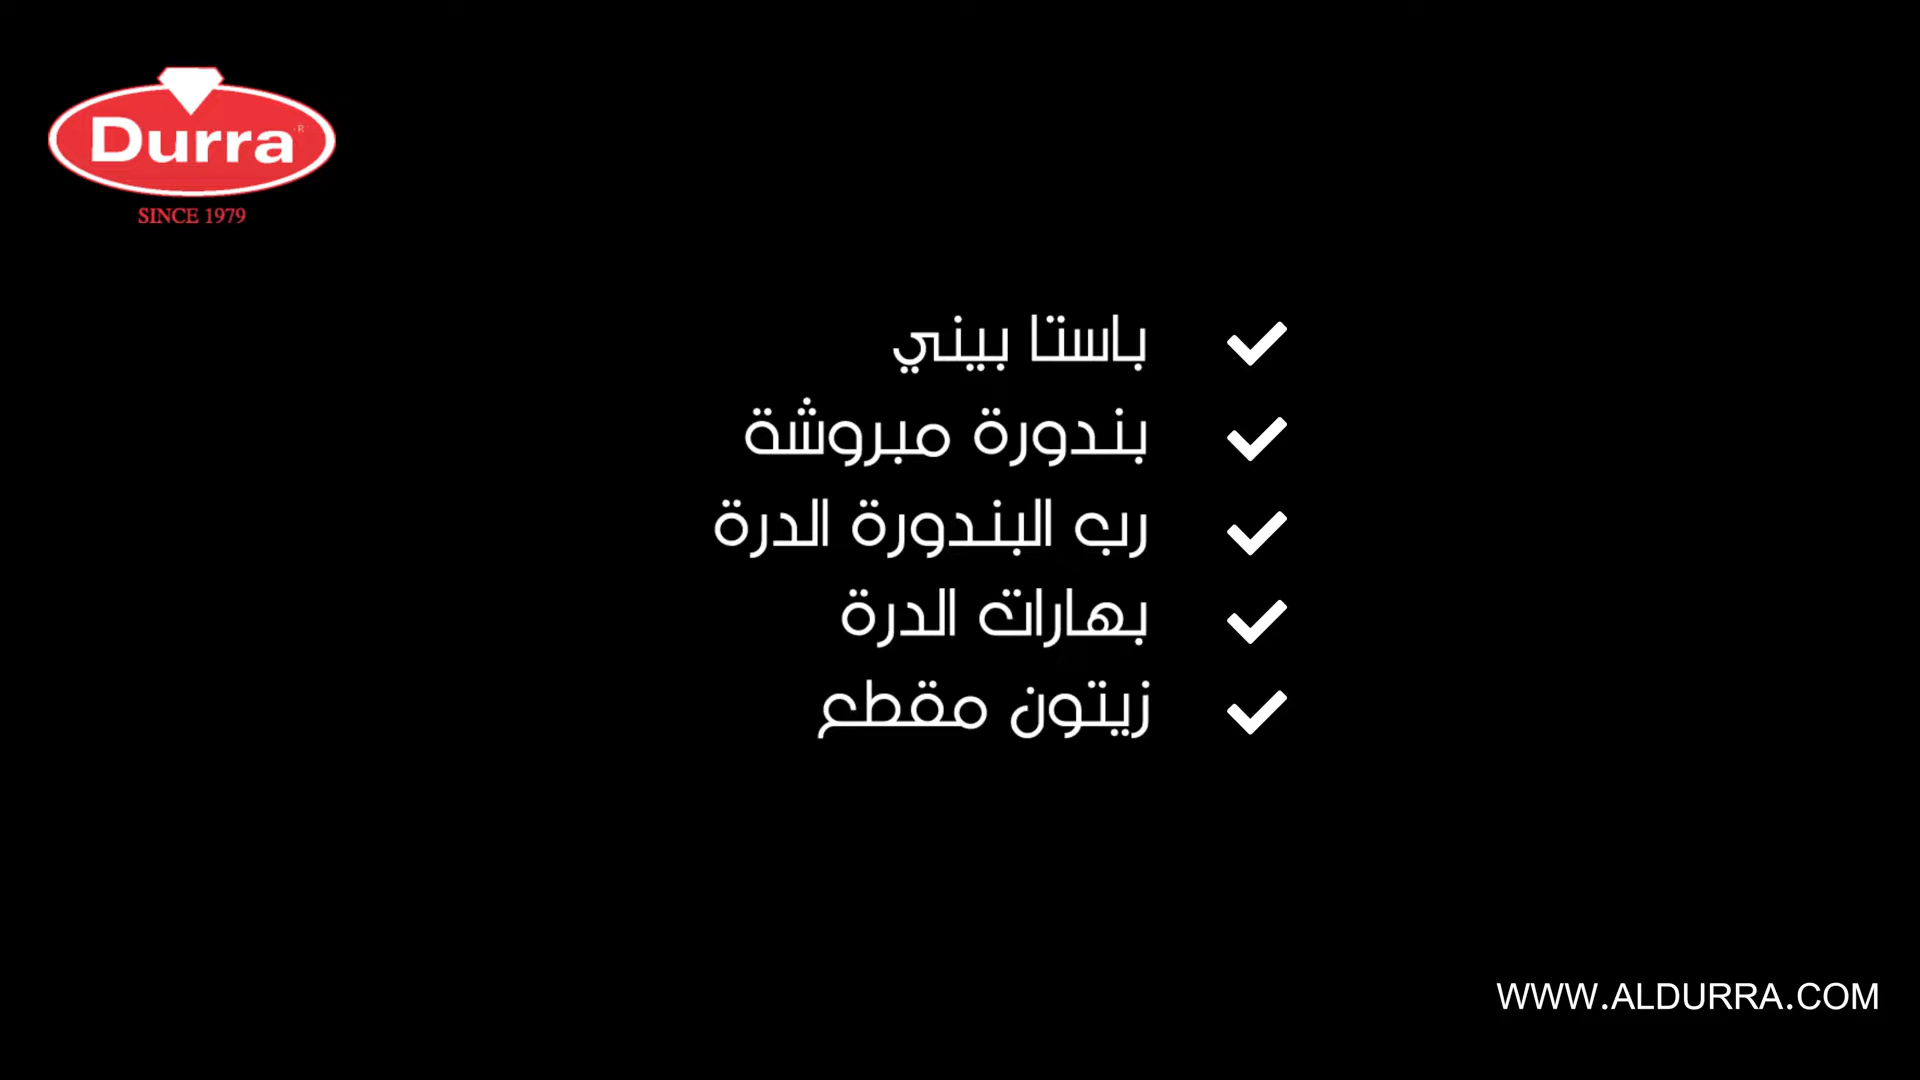 Durra
SINCE 1979
باستا بيني
بندورة مبروشة
رب البندورة الدرة
بهارات الدرة
زيتون مقطع
WWW.ALDURRA.COM